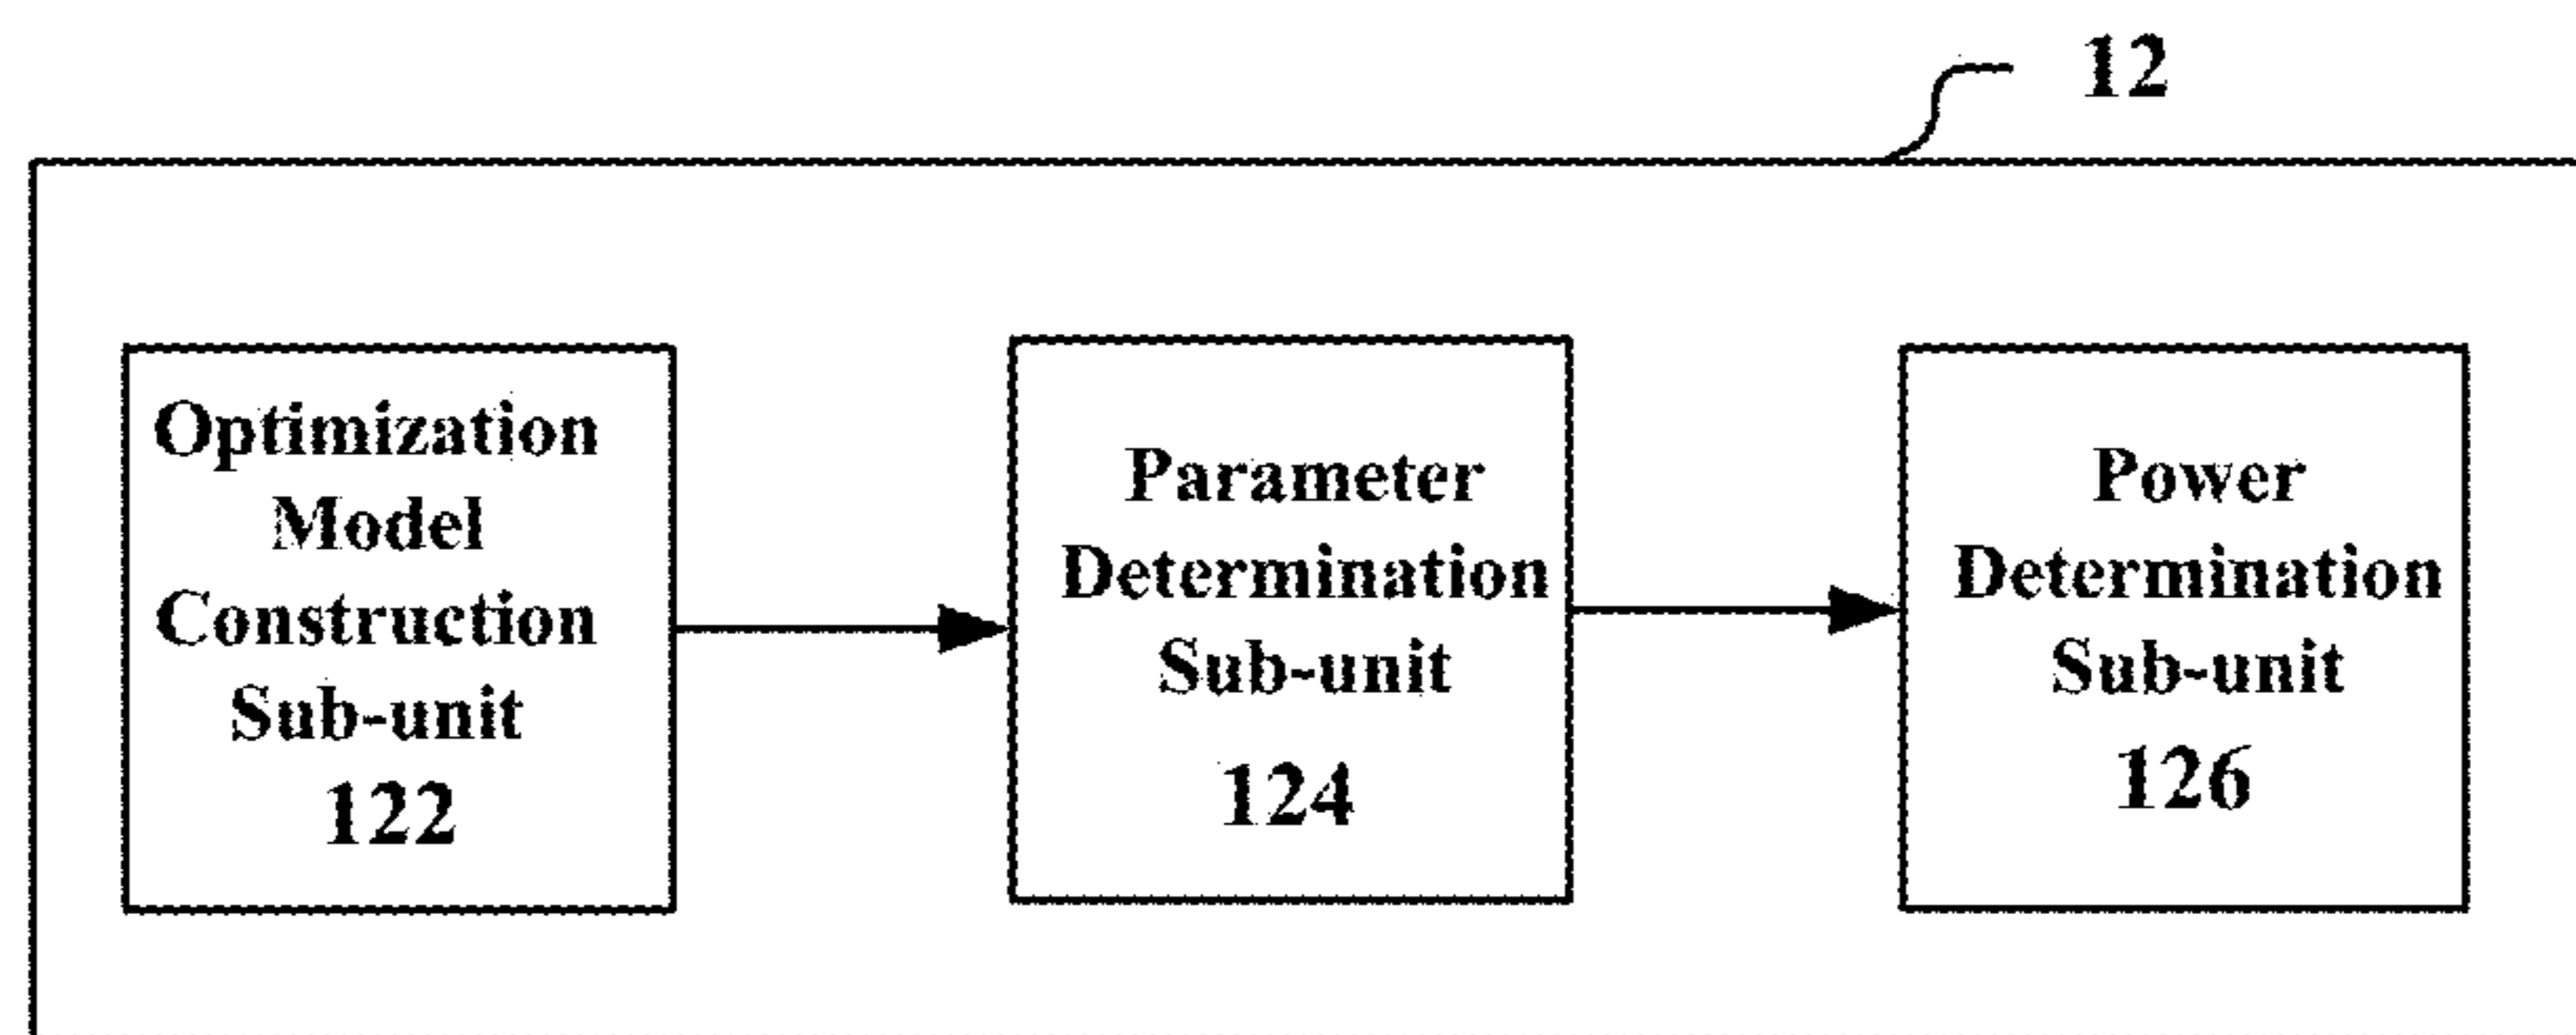 12
Optimization
Model
Construction
Sub-unit
122
Parameter
Determination
Sub-unit
124
Power
Determination
Sub-unit
126